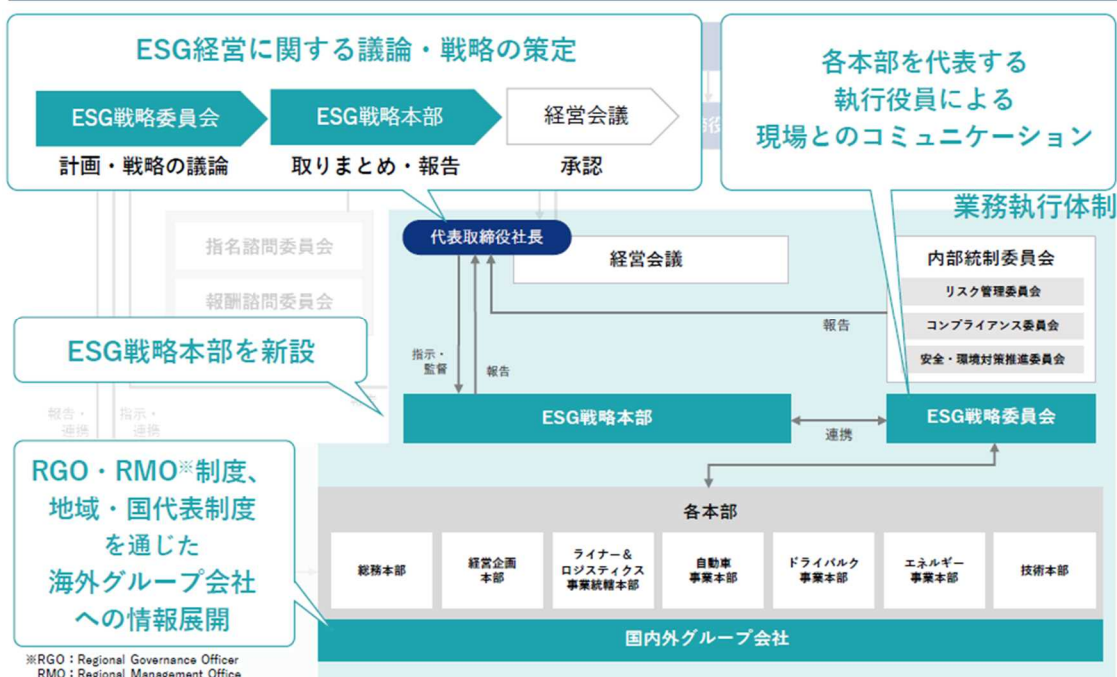 ESG経営に関する議論・戦略の策定
ESG戦略委員会
ESG戦略本部
経営会議
計画・戦略の議論
取りまとめ・報告
承認
各本部を代表する
執行役員による
現場とのコミュニケーション
業務執行体制
指名諮問委員会
報酬諮問委員会
代表取締役社長
経営会議
内部統制委員会
リスク管理委員会
コンプライアンス委員会
安全・環境対策推進委員会
報告
指示・
監督
報告
ESG戦略本部を新設
報告・
連携
指示・
連携
ESG戦略本部
連携
ESG戦略委員会
RGO・RMO※制度、
地域・国代表制度
を通じた
海外グループ会社
への情報展開
各本部
総務本部
経営企画
本部
ライナー＆
ロジスティクス
事業統轄本部
自動車
事業本部
ドライバルク
事業本部
エネルギー
事業本部
技術本部
国内外グループ会社
※RGO：Regional Governance Officer
RMO：Regional Management Office